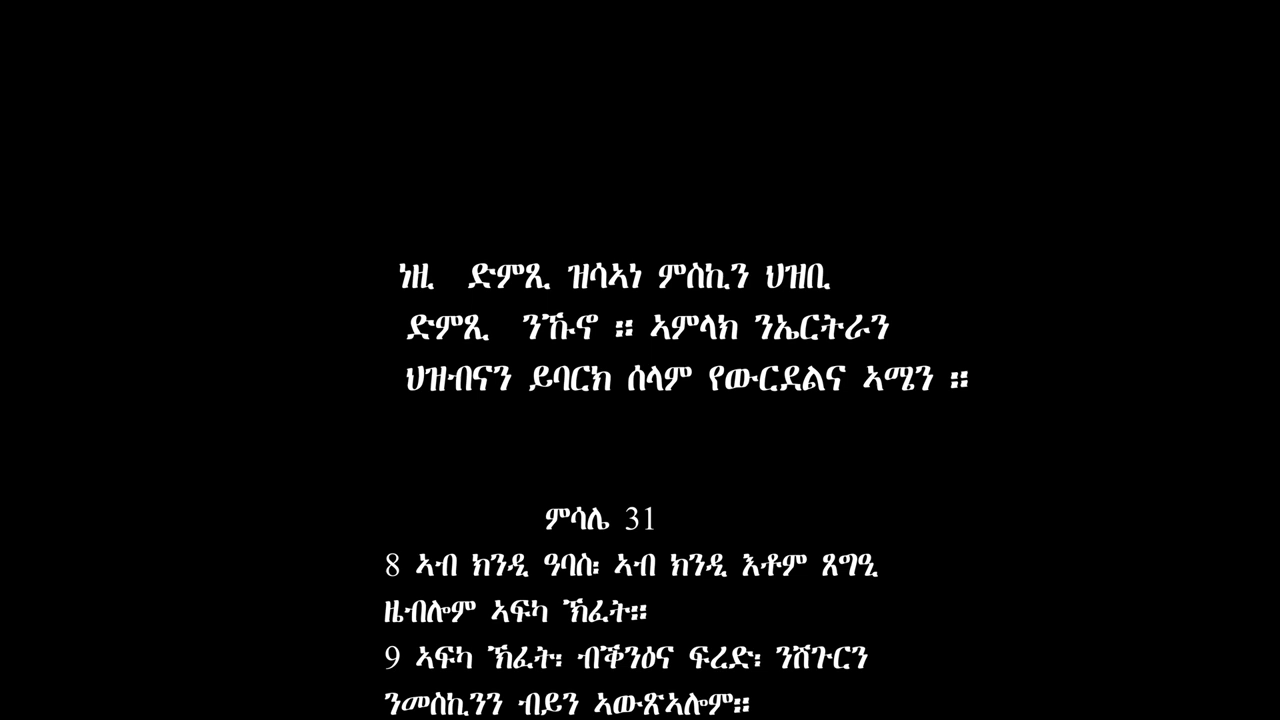 ነዚ ድምጺ ዝሳኣነ ምስኪን ህዝቢ
ድምጺ ንኹኖ ። ኣምላክ ንኤርትራን
ህዝብናን ይባርክ ሰላም የውርደልና ኣሜን ።
ምሳሌ 31
8 ኣብ ክንዲ ዓባስ፡ ኣብ ክንዲ እቶም ጸግዒ
ዜብሎም ኣፍካ ኽፈት።
9 ኣፍካ ኽፈት፡ ብቕንዕና ፍረድ፡ ንሽጉርን
ንመስኪንን ብይን ኣውጽኣሎም።